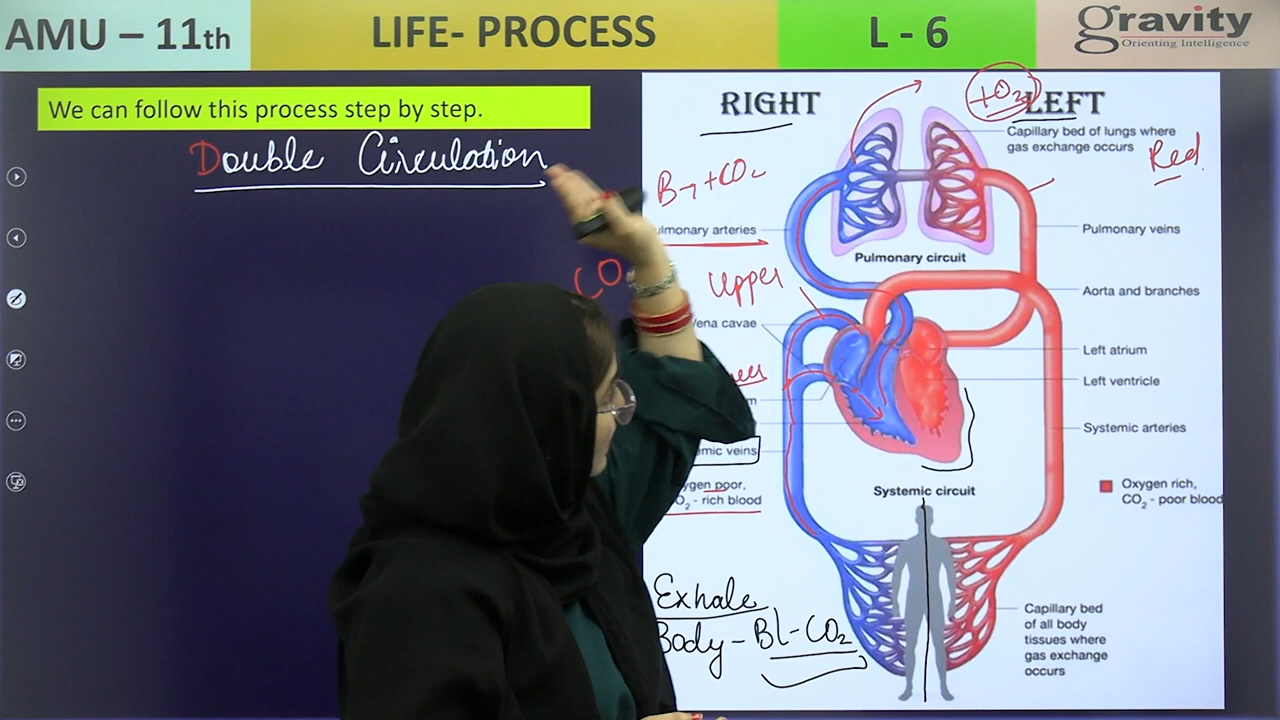 AMU – 11th
LIFE- PROCESS
L - 6
gravity
Orienting Intelligence
We can follow this process step by step.
Double Circulation
RIGHT
LEFT
+O2
Capillary bed of lungs where
gas exchange occurs
Red
B→ +CO2
lmonary arteries
Pulmonary veins
Pulmonary circuit
CO
Upper
Aorta and branches
ena cavae
Left atrium
Left ventricle
Systemic arteries
emic veins
Systemic circuit
gen poor,
O2 - rich blood
Oxygen rich,
CO2 - poor blood
Exhale
Body - Bl - CO2
Capillary bed
of all body
tissues where
gas exchange
occurs